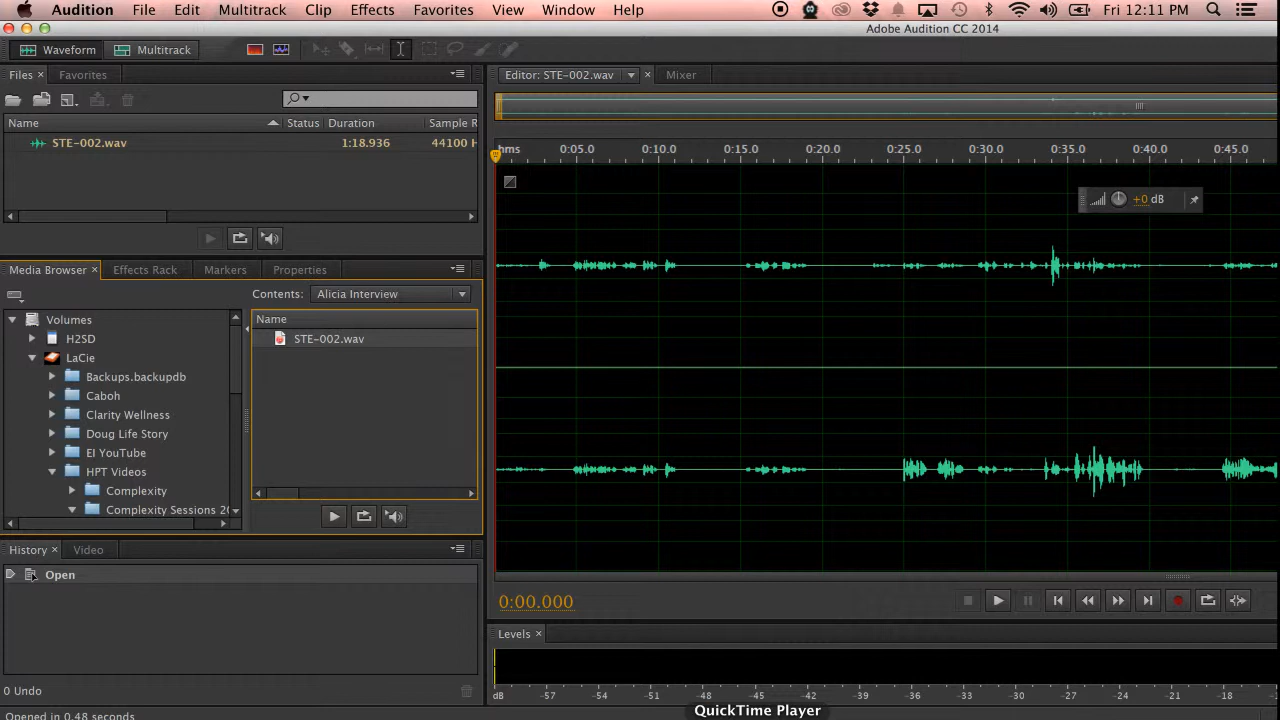 Audition File Edit Multitrack Clip Effects Favorites View Window Help Fri 12:11 PM
Adobe Audition CC 2014
Waveform Multitrack
Files × Favorites
Name Status Duration Sample R
STE-002.wav 1:18.936 44100 H
Media Browser × Effects Rack Markers Properties
Contents: Alicia Interview
Volumes
H2SD
LaCie
Backups.backupdb
Caboh
Clarity Wellness
Doug Life Story
EI YouTube
HPT Videos
Complexity
Complexity Sessions 20
Name
STE-002.wav
History × Video
Open
0 Undo
Opened in 0.48 seconds
Editor: STE-002.wav × Mixer
hms 0:05.0 0:10.0 0:15.0 0:20.0 0:25.0 0:30.0 0:35.0 0:40.0 0:45.0
+0 dB
0:00.000
Levels ×
dB -57 -54 -51 -48 -45 -42 -39 -36 -33 -30 -27 -24 -21 -18
QuickTime Player